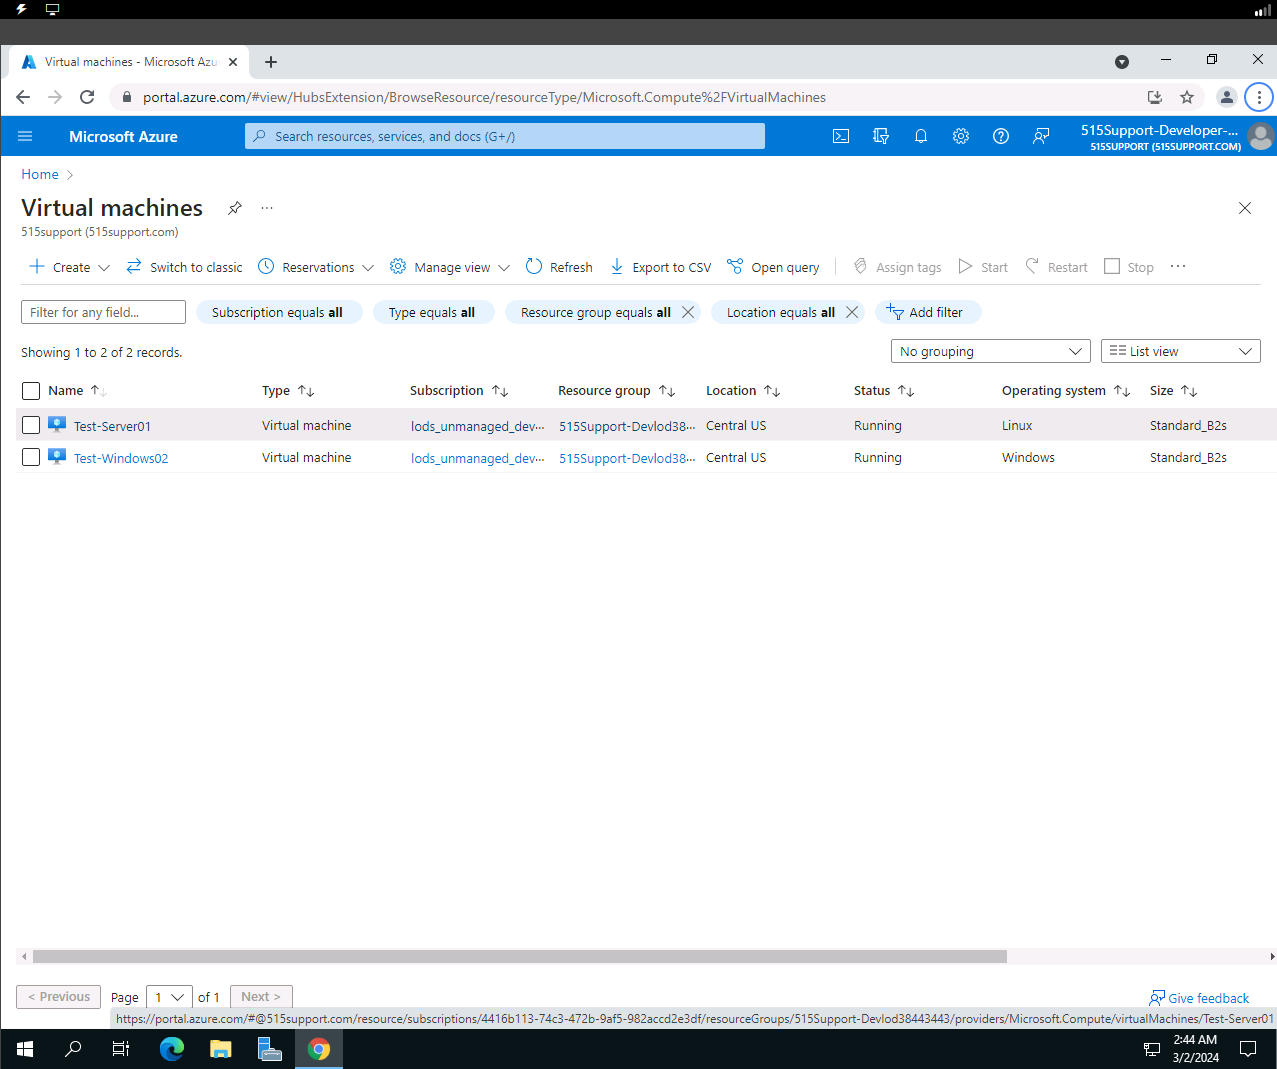 Virtual machines - Microsoft Azu
portal.azure.com/#view/HubsExtension/BrowseResource/resourceType/Microsoft.Compute%2FVirtualMachines
Microsoft Azure
Search resources, services, and docs (G+/)
515Support-Developer-...
515SUPPORT (515SUPPORT.COM)
Home
Virtual machines
515support (515support.com)
Create
Switch to classic
Reservations
Manage view
Refresh
Export to CSV
Open query
Assign tags
Start
Restart
Stop
Filter for any field...
Subscription equals all
Type equals all
Resource group equals all
Location equals all
Add filter
Showing 1 to 2 of 2 records.
No grouping
List view
Name Type Subscription Resource group Location Status Operating system Size
Test-Server01 Virtual machine lods_unmanaged_dev... 515Support-Devlod38... Central US Running Linux Standard_B2s
Test-Windows02 Virtual machine lods_unmanaged_dev... 515Support-Devlod38... Central US Running Windows Standard_B2s
< Previous Page 1 of 1 Next >
Give feedback
https://portal.azure.com/#@515support.com/resource/subscriptions/4416b113-74c3-472b-9af5-982accd2e3df/resourceGroups/515Support-Devlod38443443/providers/Microsoft.Compute/virtualMachines/Test-Server01
2:44 AM
3/2/2024